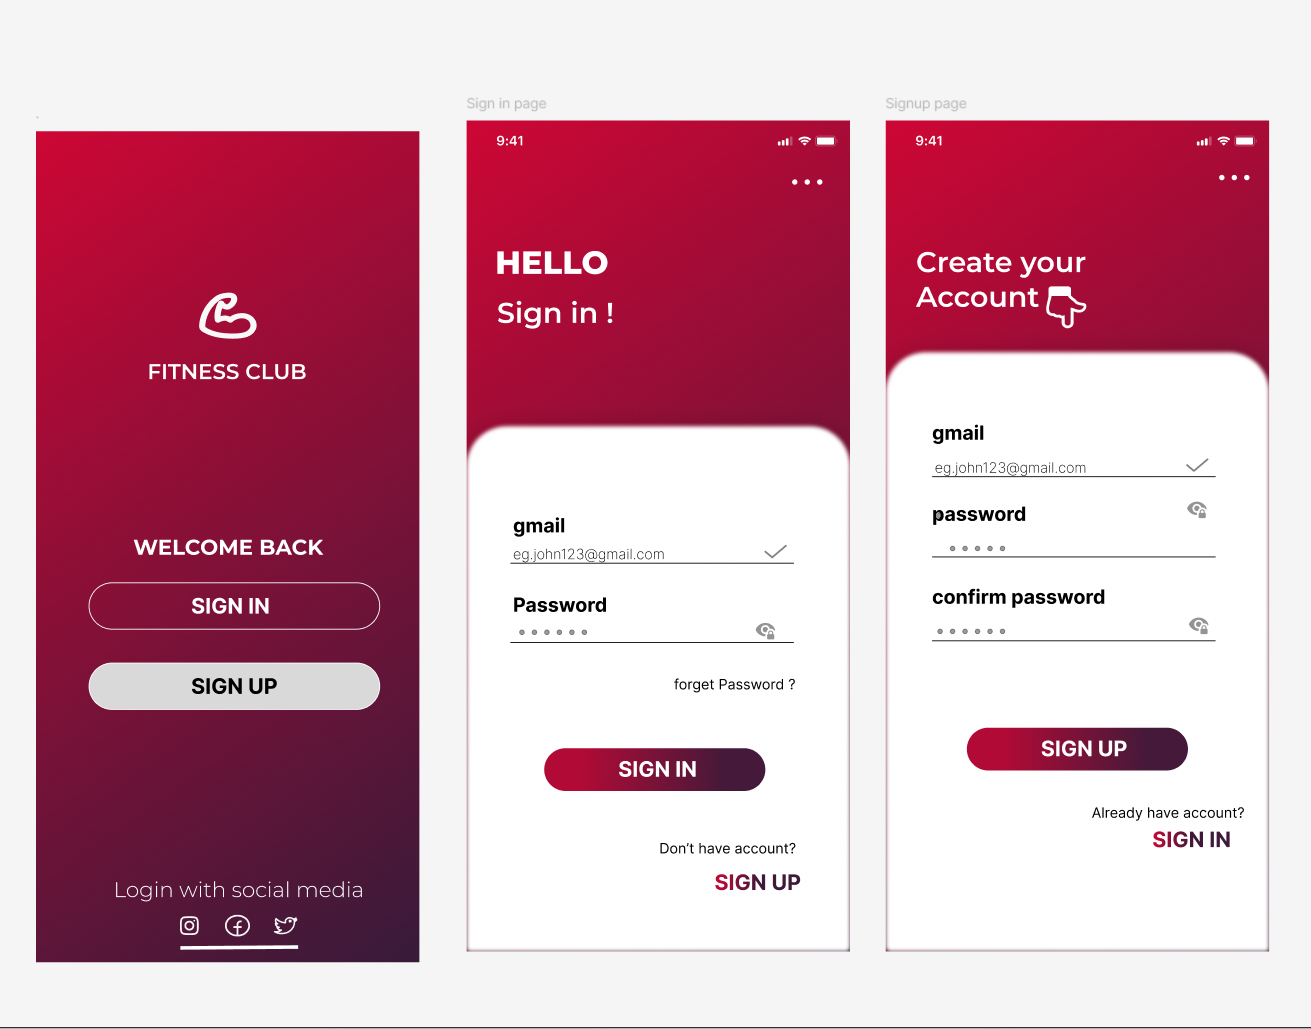 FITNESS CLUB
WELCOME BACK
SIGN IN
SIGN UP
Login with social media
Sign in page
9:41
HELLO
Sign in !
gmail
eg.john123@gmail.com
Password
forget Password ?
SIGN IN
Don't have account?
SIGN UP
Signup page
9:41
Create your
Account
gmail
eg.john123@gmail.com
password
confirm password
SIGN UP
Already have account?
SIGN IN